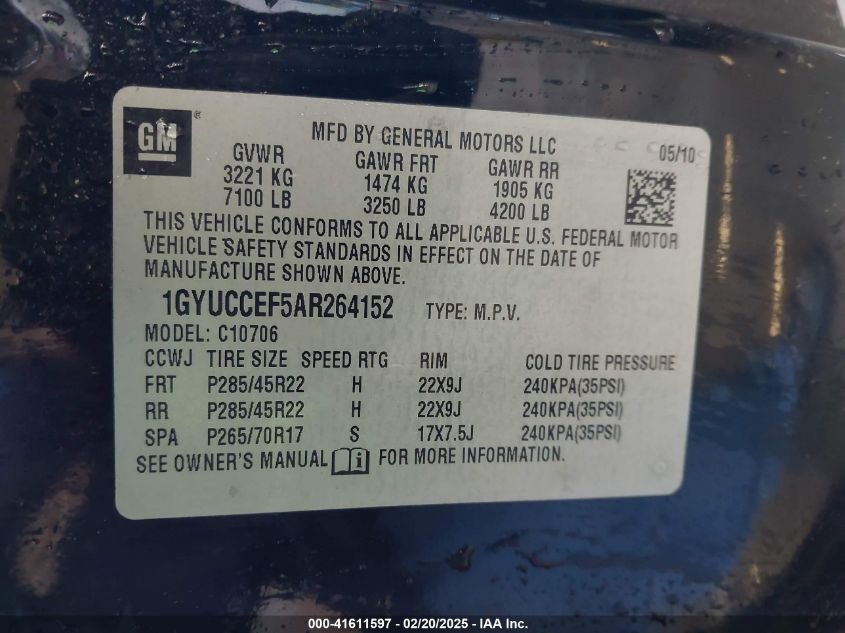 GM ®
MFD BY GENERAL MOTORS LLC 05/10
GVWR GAWR FRT GAWR RR
3221 KG 1474 KG 1905 KG
7100 LB 3250 LB 4200 LB
THIS VEHICLE CONFORMS TO ALL APPLICABLE U.S. FEDERAL MOTOR
VEHICLE SAFETY STANDARDS IN EFFECT ON THE DATE OF
MANUFACTURE SHOWN ABOVE.
1GYUCCEF5AR264152 TYPE: M.P.V.
MODEL: C10706
CCWJ TIRE SIZE SPEED RTG RIM COLD TIRE PRESSURE
FRT P285/45R22 H 22X9J 240KPA(35PSI)
RR P285/45R22 H 22X9J 240KPA(35PSI)
SPA P265/70R17 S 17X7.5J 240KPA(35PSI)
SEE OWNER'S MANUAL FOR MORE INFORMATION.
000-41611597 - 02/20/2025 - IAA Inc.